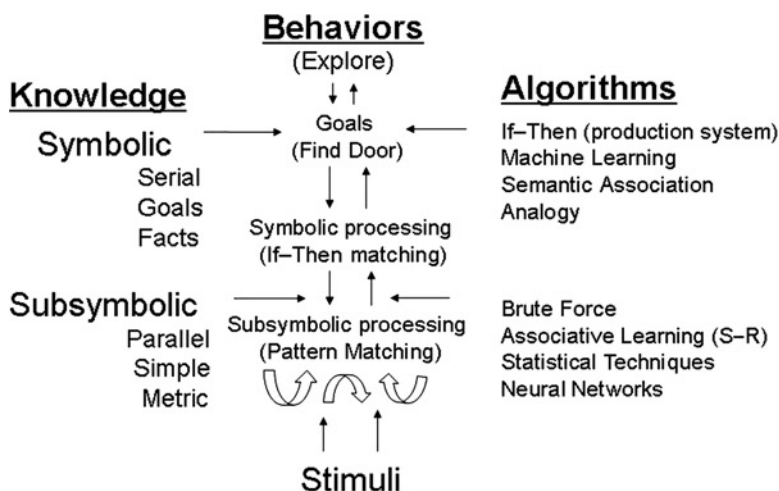 Behaviors
(Explore)
Knowledge
Symbolic
Serial
Goals
Facts
Goals
(Find Door)
Algorithms
If–Then (production system)
Machine Learning
Semantic Association
Analogy
Symbolic processing
(If–Then matching)
Subsymbolic
Parallel
Simple
Metric
Subsymbolic processing
(Pattern Matching)
Brute Force
Associative Learning (S–R)
Statistical Techniques
Neural Networks
Stimuli